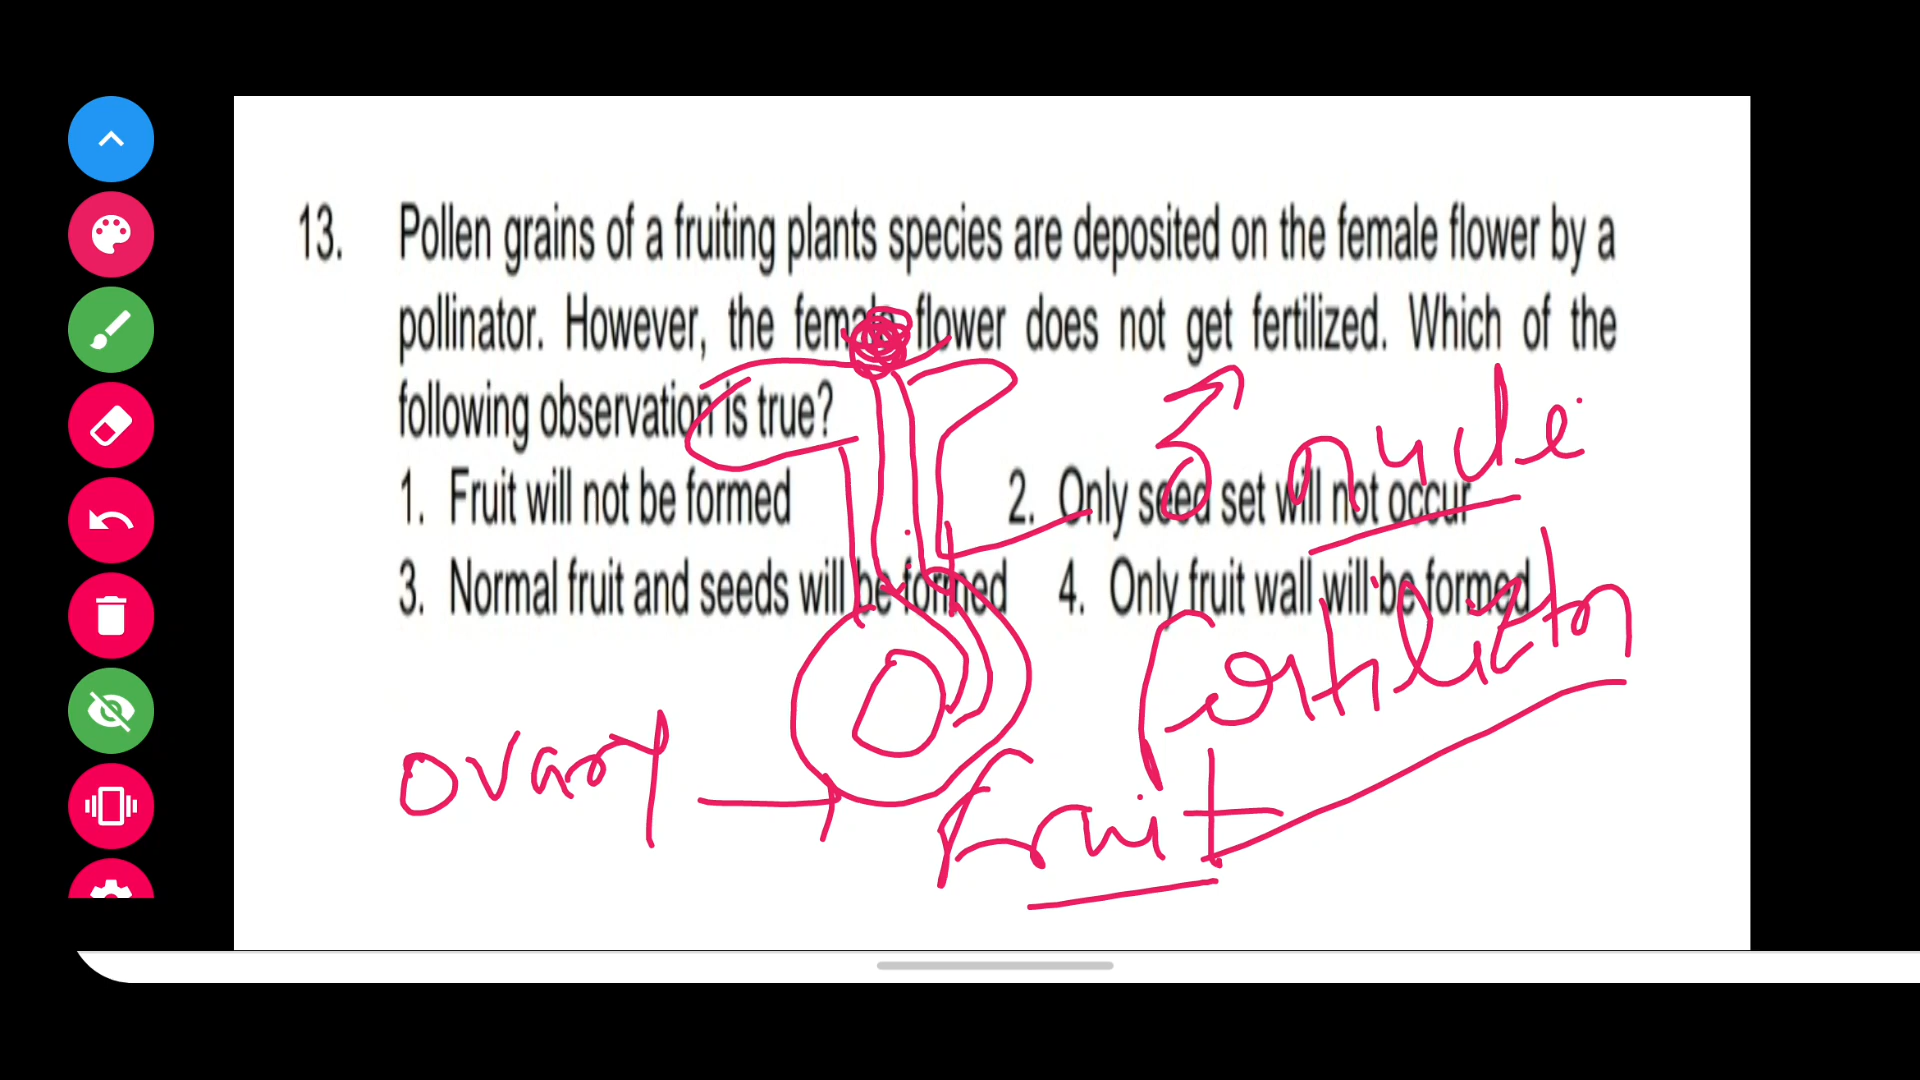 13. Pollen grains of a fruiting plants species are deposited on the female flower by a
pollinator. However, the female flower does not get fertilized. Which of the
following observation is true?
1. Fruit will not be formed 2. Only seed set will not occur
3. Normal fruit and seeds will be formed 4. Only fruit wall will be formed
ovary
fruit